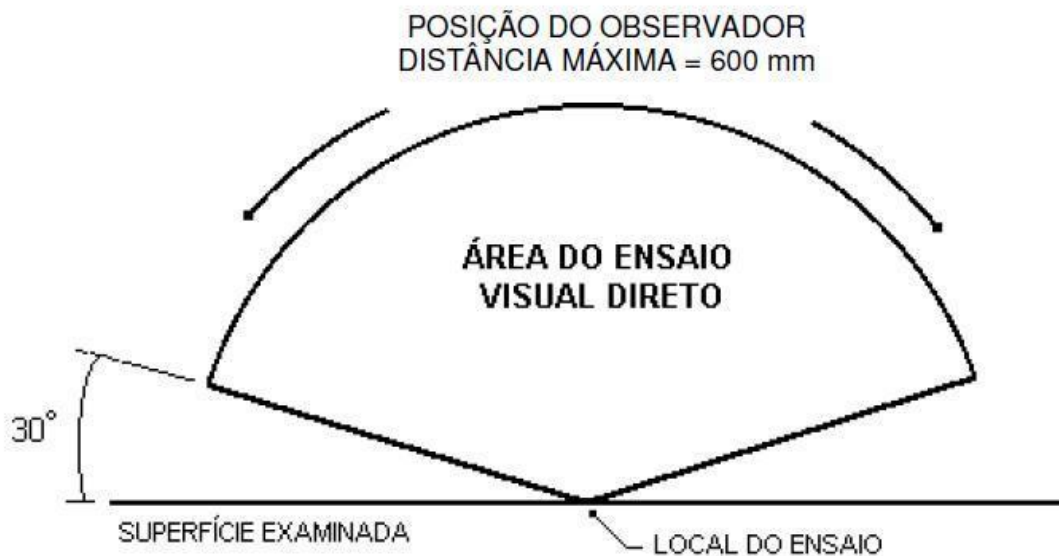 POSIÇÃO DO OBSERVADOR
DISTÂNCIA MÁXIMA = 600 mm
ÁREA DO ENSAIO
VISUAL DIRETO
30°
SUPERFÍCIE EXAMINADA
LOCAL DO ENSAIO